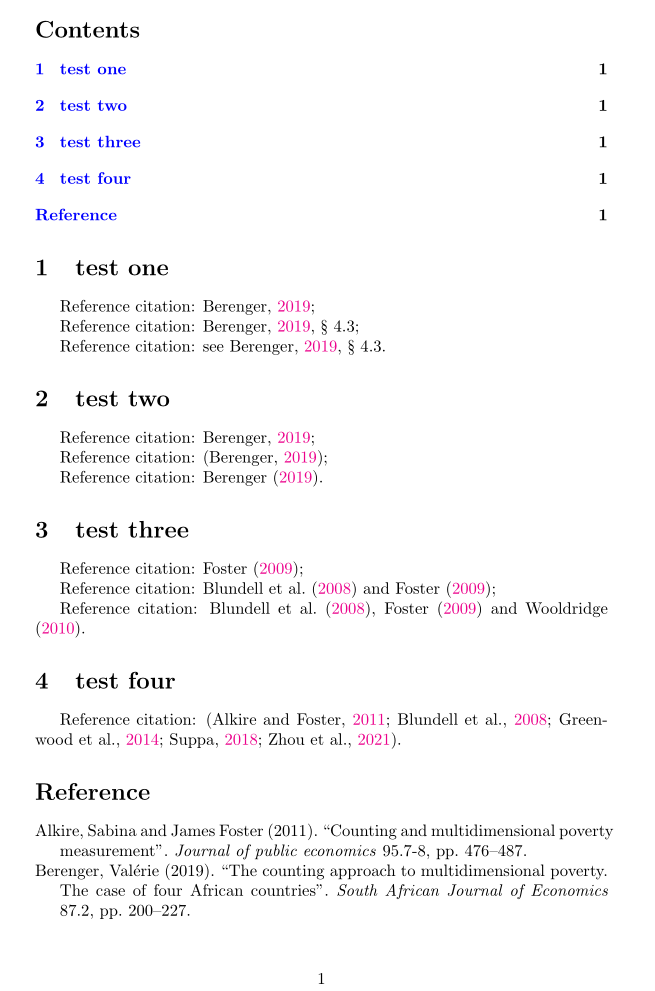 Contents
1 test one 1
2 test two 1
3 test three 1
4 test four 1
Reference 1
1 test one
Reference citation: Berenger, 2019;
Reference citation: Berenger, 2019, § 4.3;
Reference citation: see Berenger, 2019, § 4.3.
2 test two
Reference citation: Berenger, 2019;
Reference citation: (Berenger, 2019);
Reference citation: Berenger (2019).
3 test three
Reference citation: Foster (2009);
Reference citation: Blundell et al. (2008) and Foster (2009);
Reference citation: Blundell et al. (2008), Foster (2009) and Wooldridge
(2010).
4 test four
Reference citation: (Alkire and Foster, 2011; Blundell et al., 2008; Green-
wood et al., 2014; Suppa, 2018; Zhou et al., 2021).
Reference
Alkire, Sabina and James Foster (2011). “Counting and multidimensional poverty
measurement”. Journal of public economics 95.7-8, pp. 476–487.
Berenger, Valérie (2019). “The counting approach to multidimensional poverty.
The case of four African countries”. South African Journal of Economics
87.2, pp. 200–227.
1